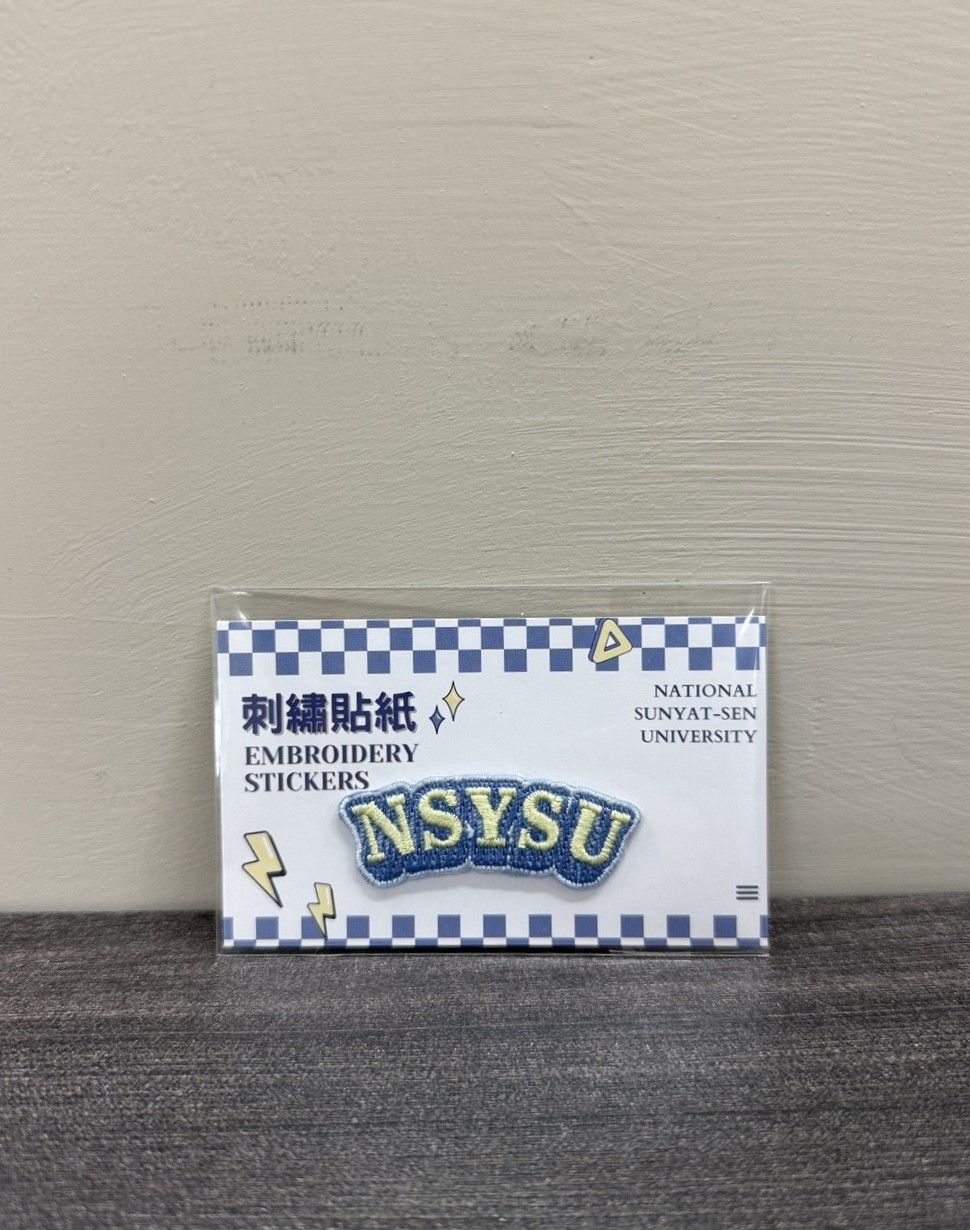 刺繡貼紙
EMBROIDERY
STICKERS
NATIONAL
SUNYAT-SEN
UNIVERSITY
NSYSU